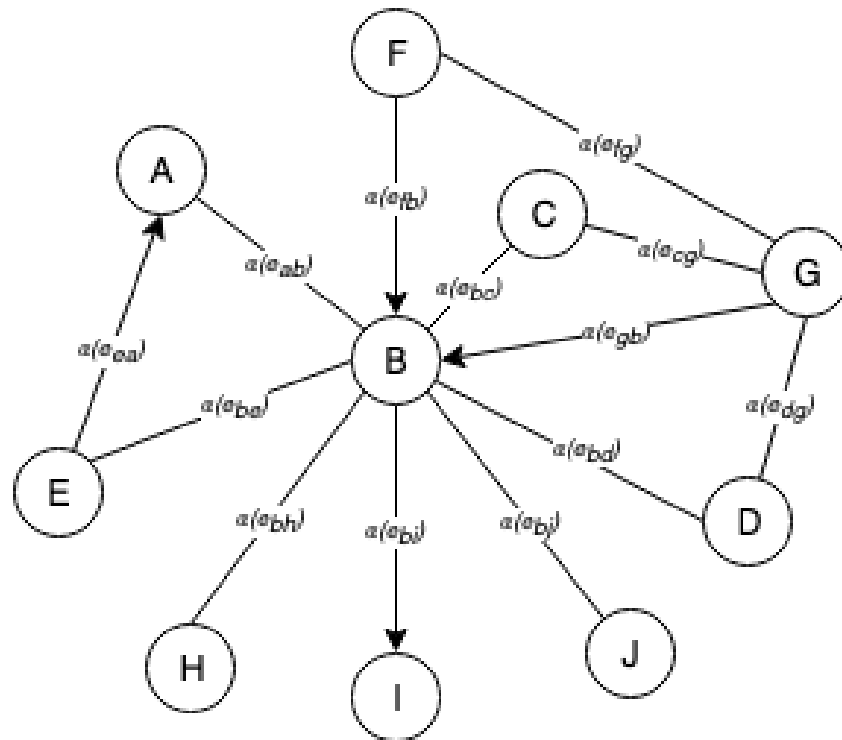 F
α(e_fg)
A
α(e_fb)
C
α(e_cg)
G
α(e_ab)
α(e_bc)
α(e_gb)
α(e_ea)
B
α(e_be)
α(e_dg)
α(e_bd)
E
D
α(e_bh)
α(e_bi)
α(e_bj)
H
I
J